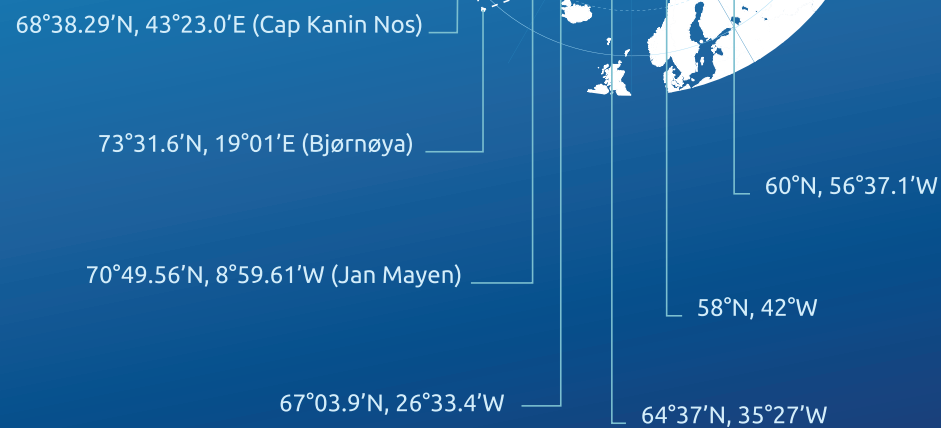 68°38.29’N, 43°23.0’E (Cap Kanin Nos)
73°31.6’N, 19°01’E (Bjørnøya)
60°N, 56°37.1’W
70°49.56’N, 8°59.61’W (Jan Mayen)
58°N, 42°W
67°03.9’N, 26°33.4’W
64°37’N, 35°27’W